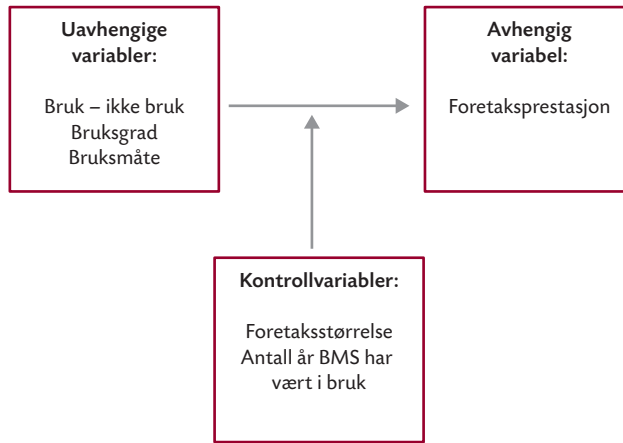 Uavhengige
variabler:
Bruk – ikke bruk
Bruksgrad
Bruksmåte
Avhengig
variabel:
Foretaksprestasjon
Kontrollvariabler:
Foretaksstørrelse
Antall år BMS har
vært i bruk